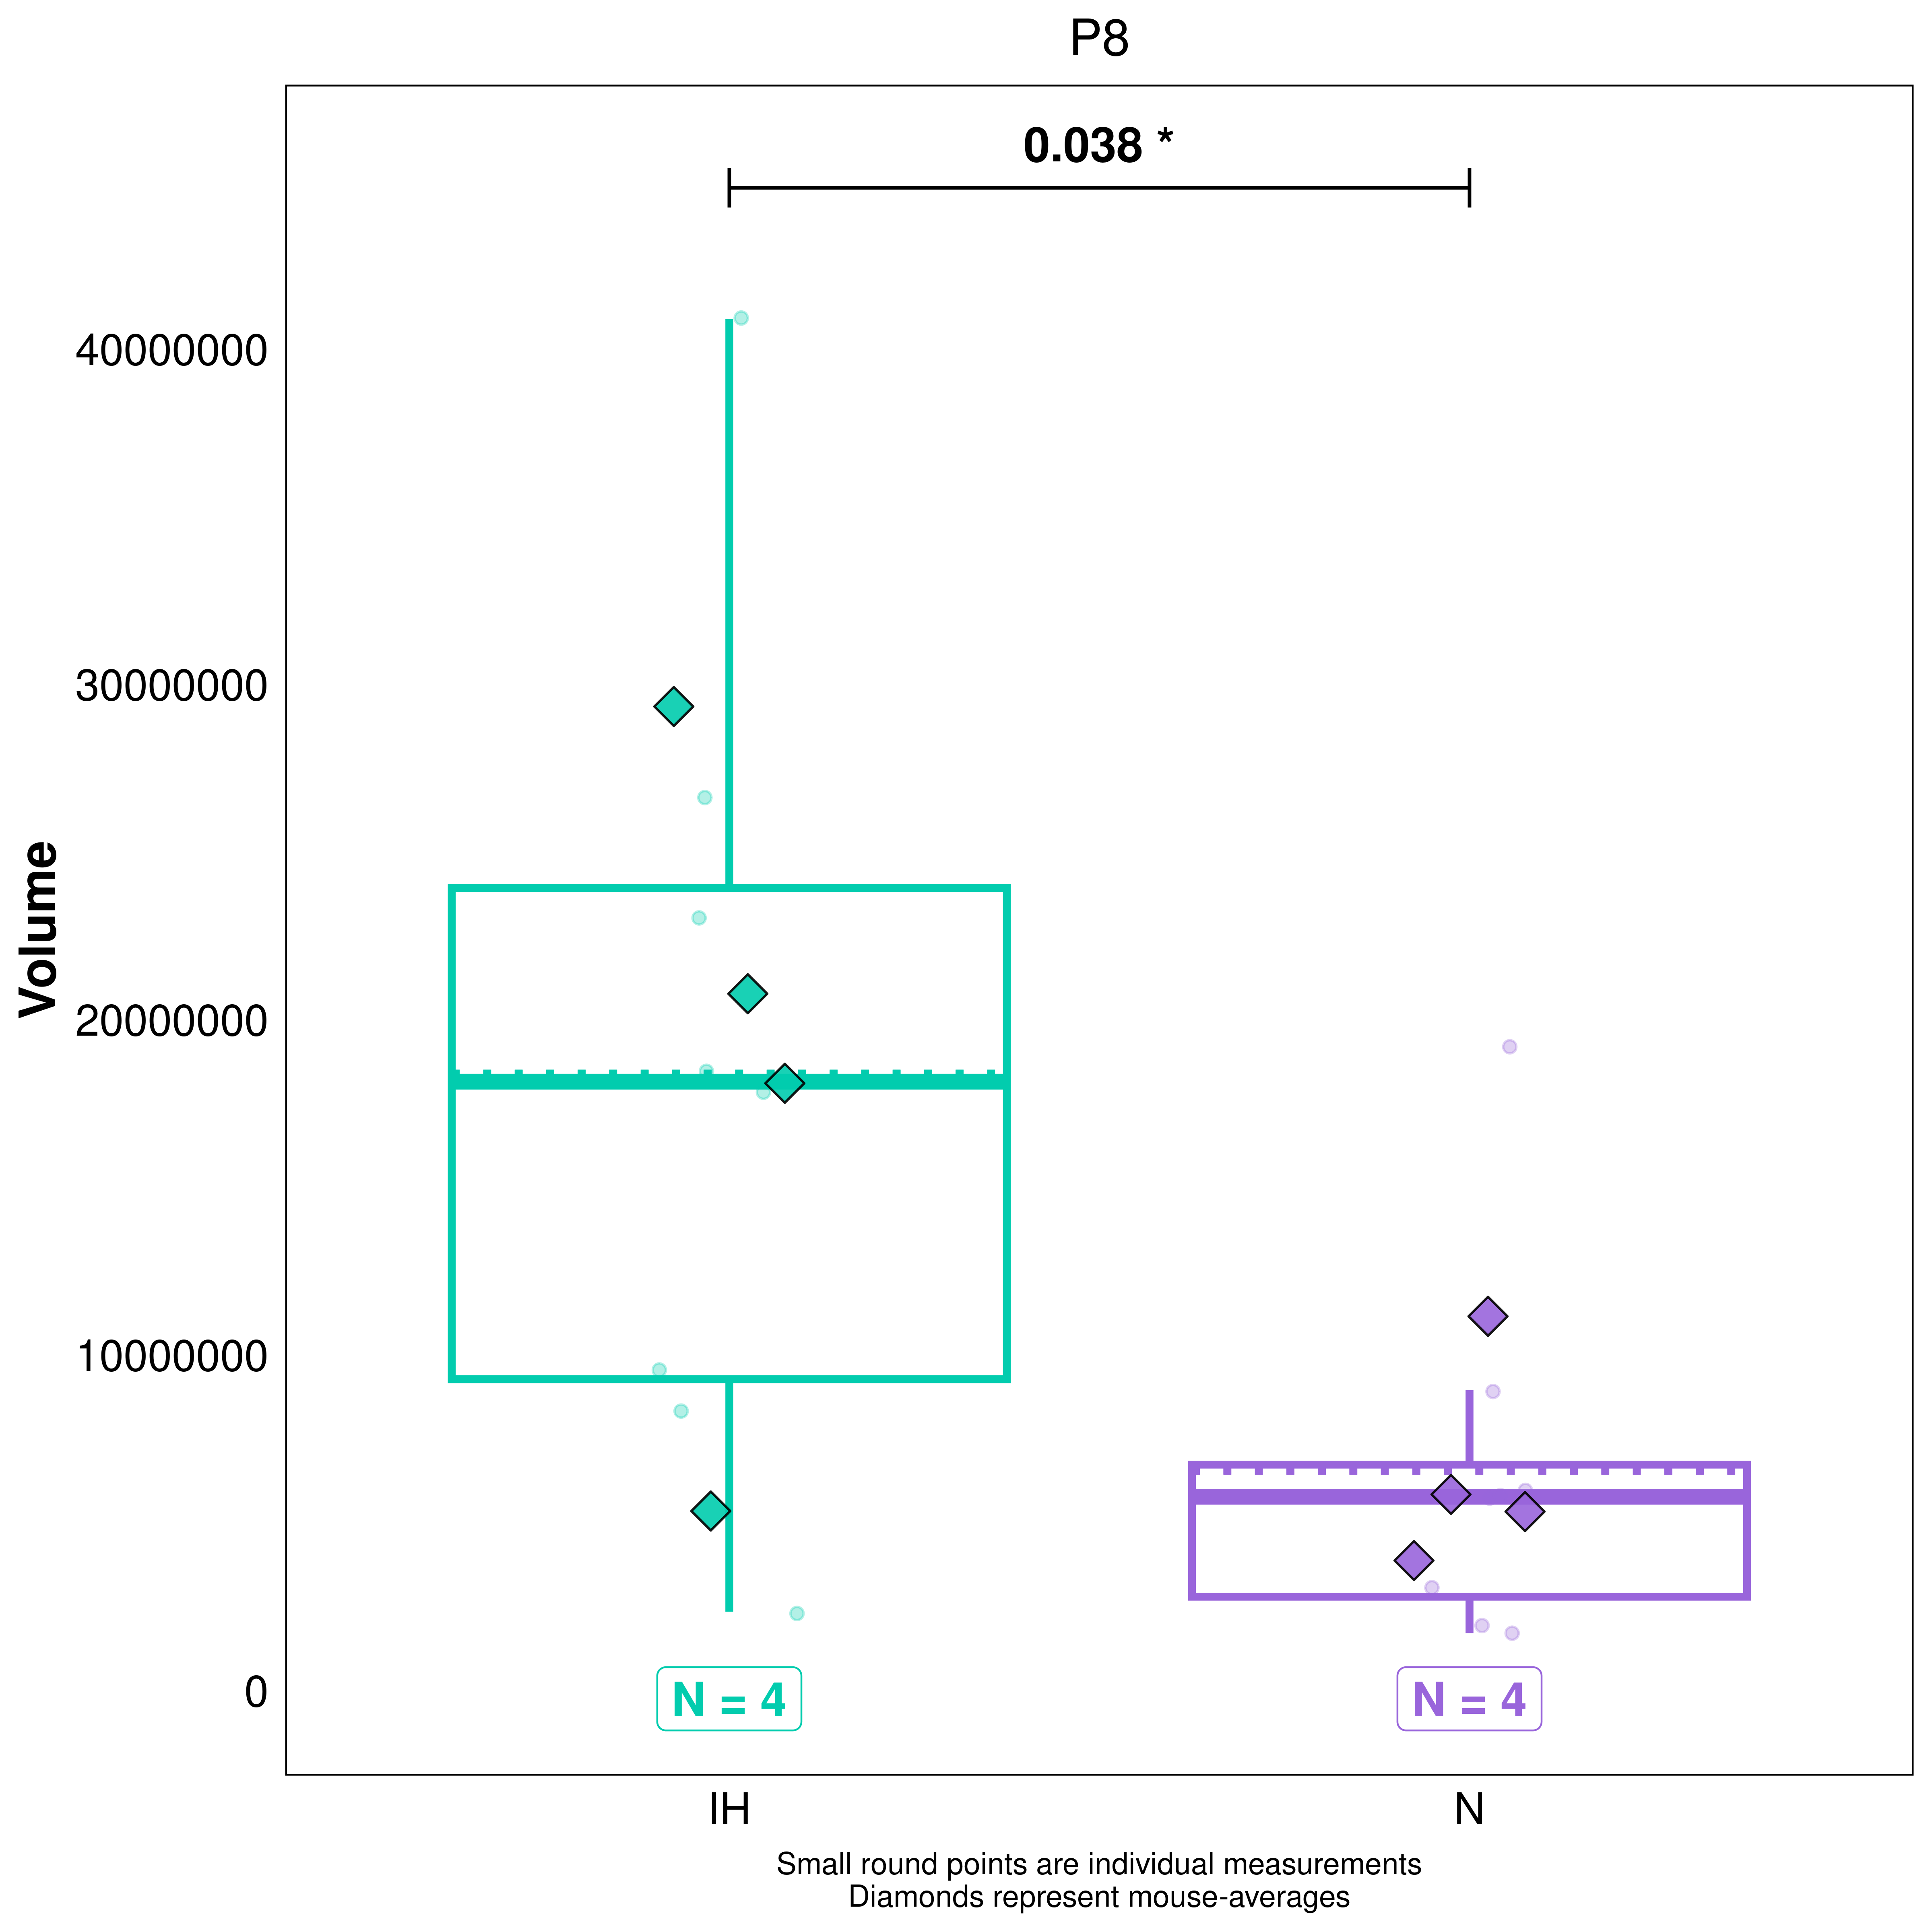 P8
0.038 *
40000000
30000000
20000000
10000000
0
Volume
N = 4
N = 4
IH
N
Small round points are individual measurements
Diamonds represent mouse-averages